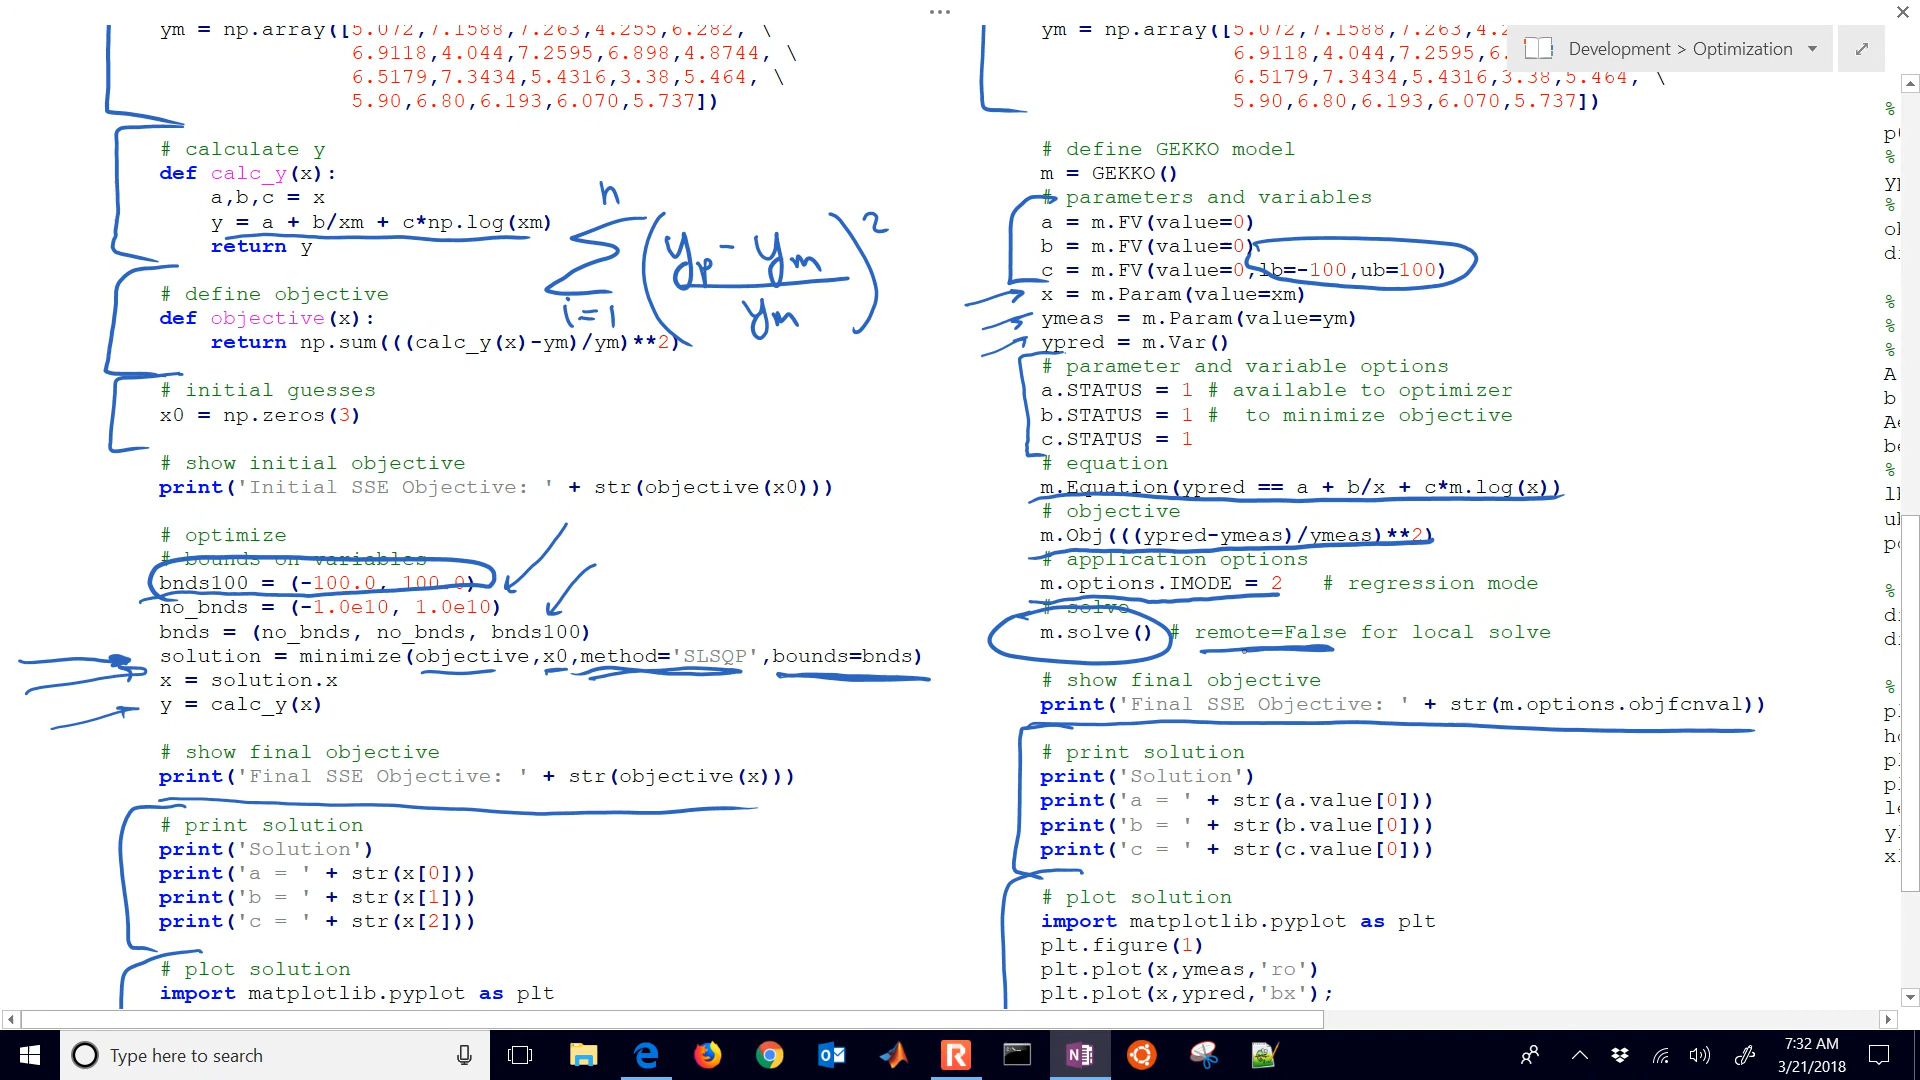 ym = np.array([5.072,7.1588,7.263,4.255,6.282, \
6.9118,4.044,7.2595,6.898,4.8744, \
6.5179,7.3434,5.4316,3.38,5.464, \
5.90,6.80,6.193,6.070,5.737])
# calculate y
def calc_y(x):
a,b,c = x
y = a + b/xm + c*np.log(xm)
return y
# define objective
def objective(x):
return np.sum(((calc_y(x)-ym)/ym)**2)
n
i=1
yp - ym
ym
2
# initial guesses
x0 = np.zeros(3)
# show initial objective
print('Initial SSE Objective: ' + str(objective(x0)))
# optimize
# bounds on variables
bnds100 = (-100.0, 100.0)
no_bnds = (-1.0e10, 1.0e10)
bnds = (no_bnds, no_bnds, bnds100)
solution = minimize(objective,x0,method='SLSQP',bounds=bnds)
x = solution.x
y = calc_y(x)
# show final objective
print('Final SSE Objective: ' + str(objective(x)))
# print solution
print('Solution')
print('a = ' + str(x[0]))
print('b = ' + str(x[1]))
print('c = ' + str(x[2]))
# plot solution
import matplotlib.pyplot as plt
Development > Optimization
ym = np.array([5.072,7.1588,7.263,4.2
6.9118,4.044,7.2595,6.
6.5179,7.3434,5.4316,3.38,5.464, \
5.90,6.80,6.193,6.070,5.737])
# define GEKKO model
m = GEKKO()
# parameters and variables
a = m.FV(value=0)
b = m.FV(value=0)
c = m.FV(value=0,lb=-100,ub=100)
x = m.Param(value=xm)
ymeas = m.Param(value=ym)
ypred = m.Var()
# parameter and variable options
a.STATUS = 1 # available to optimizer
b.STATUS = 1 #  to minimize objective
c.STATUS = 1
# equation
m.Equation(ypred == a + b/x + c*m.log(x))
# objective
m.Obj(((ypred-ymeas)/ymeas)**2)
# application options
m.options.IMODE = 2   # regression mode
# solve
m.solve() # remote=False for local solve
# show final objective
print('Final SSE Objective: ' + str(m.options.objfcnval))
# print solution
print('Solution')
print('a = ' + str(a.value[0]))
print('b = ' + str(b.value[0]))
print('c = ' + str(c.value[0]))
# plot solution
import matplotlib.pyplot as plt
plt.figure(1)
plt.plot(x,ymeas,'ro')
plt.plot(x,ypred,'bx');
Type here to search
7:32 AM
3/21/2018